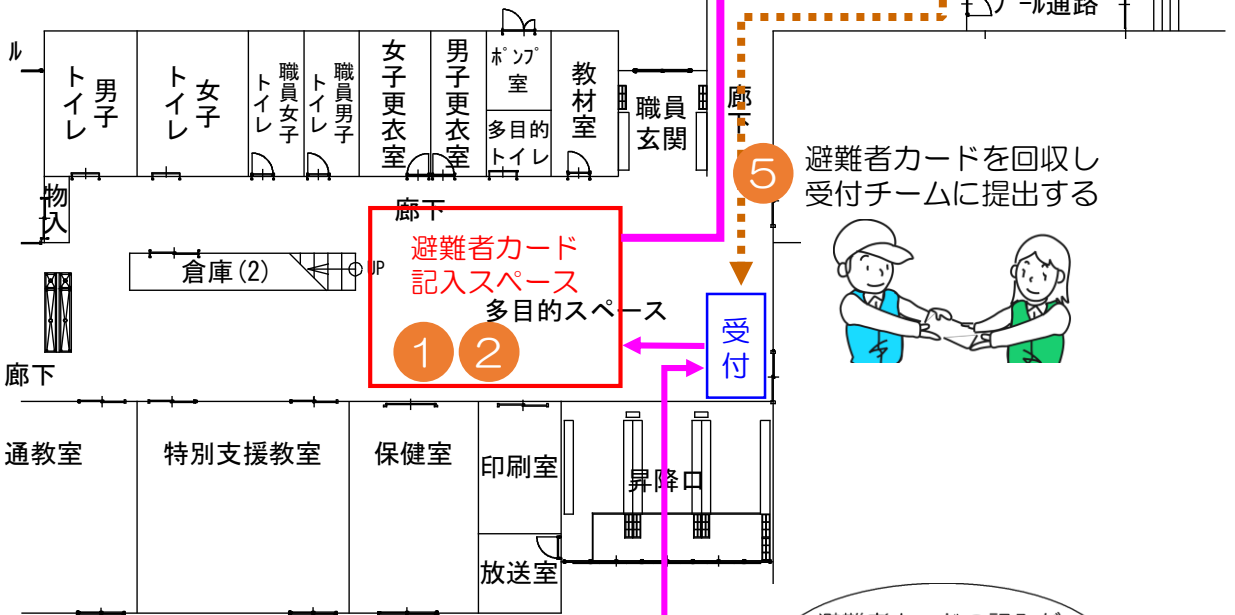 ル
男子
トイレ
女子
トイレ
職員女子
トイレ
職員男子
トイレ
女子更衣室
男子更衣室
ポンプ
室
多目的
トイレ
教材室
職員
玄関
廊下
ール通路
5
避難者カードを回収し
受付チームに提出する
物入
廊下
避難者カード
記入スペース
倉庫(2)
UP
多目的スペース
1 2
受付
廊下
通教室
特別支援教室
保健室
印刷室
昇降口
放送室